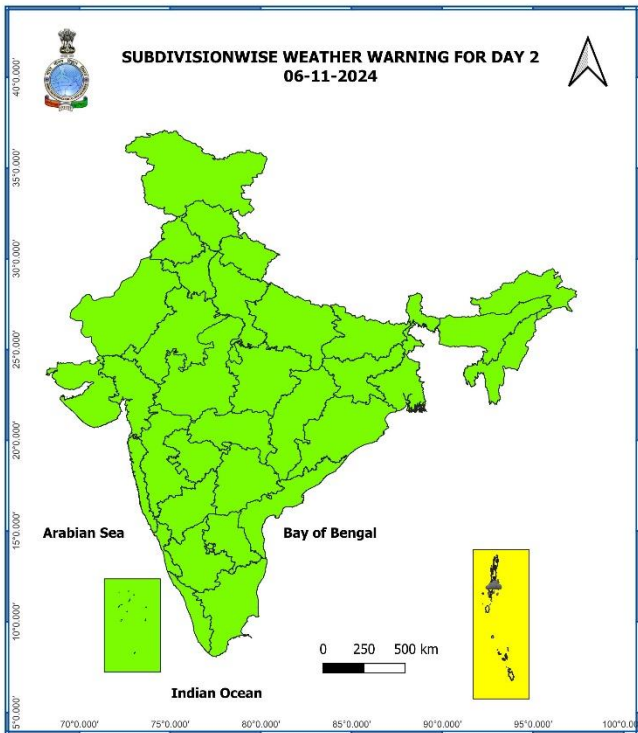 SUBDIVISIONWISE WEATHER WARNING FOR DAY 2
06-11-2024
40°0.000'
35°0.000'
30°0.000'
25°0.000'
20°0.000'
15°0.000'
10°0.000'
5°0.000'
Arabian Sea
Bay of Bengal
0 250 500 km
Indian Ocean
70°0.000' 75°0.000' 80°0.000' 85°0.000' 90°0.000' 95°0.000'